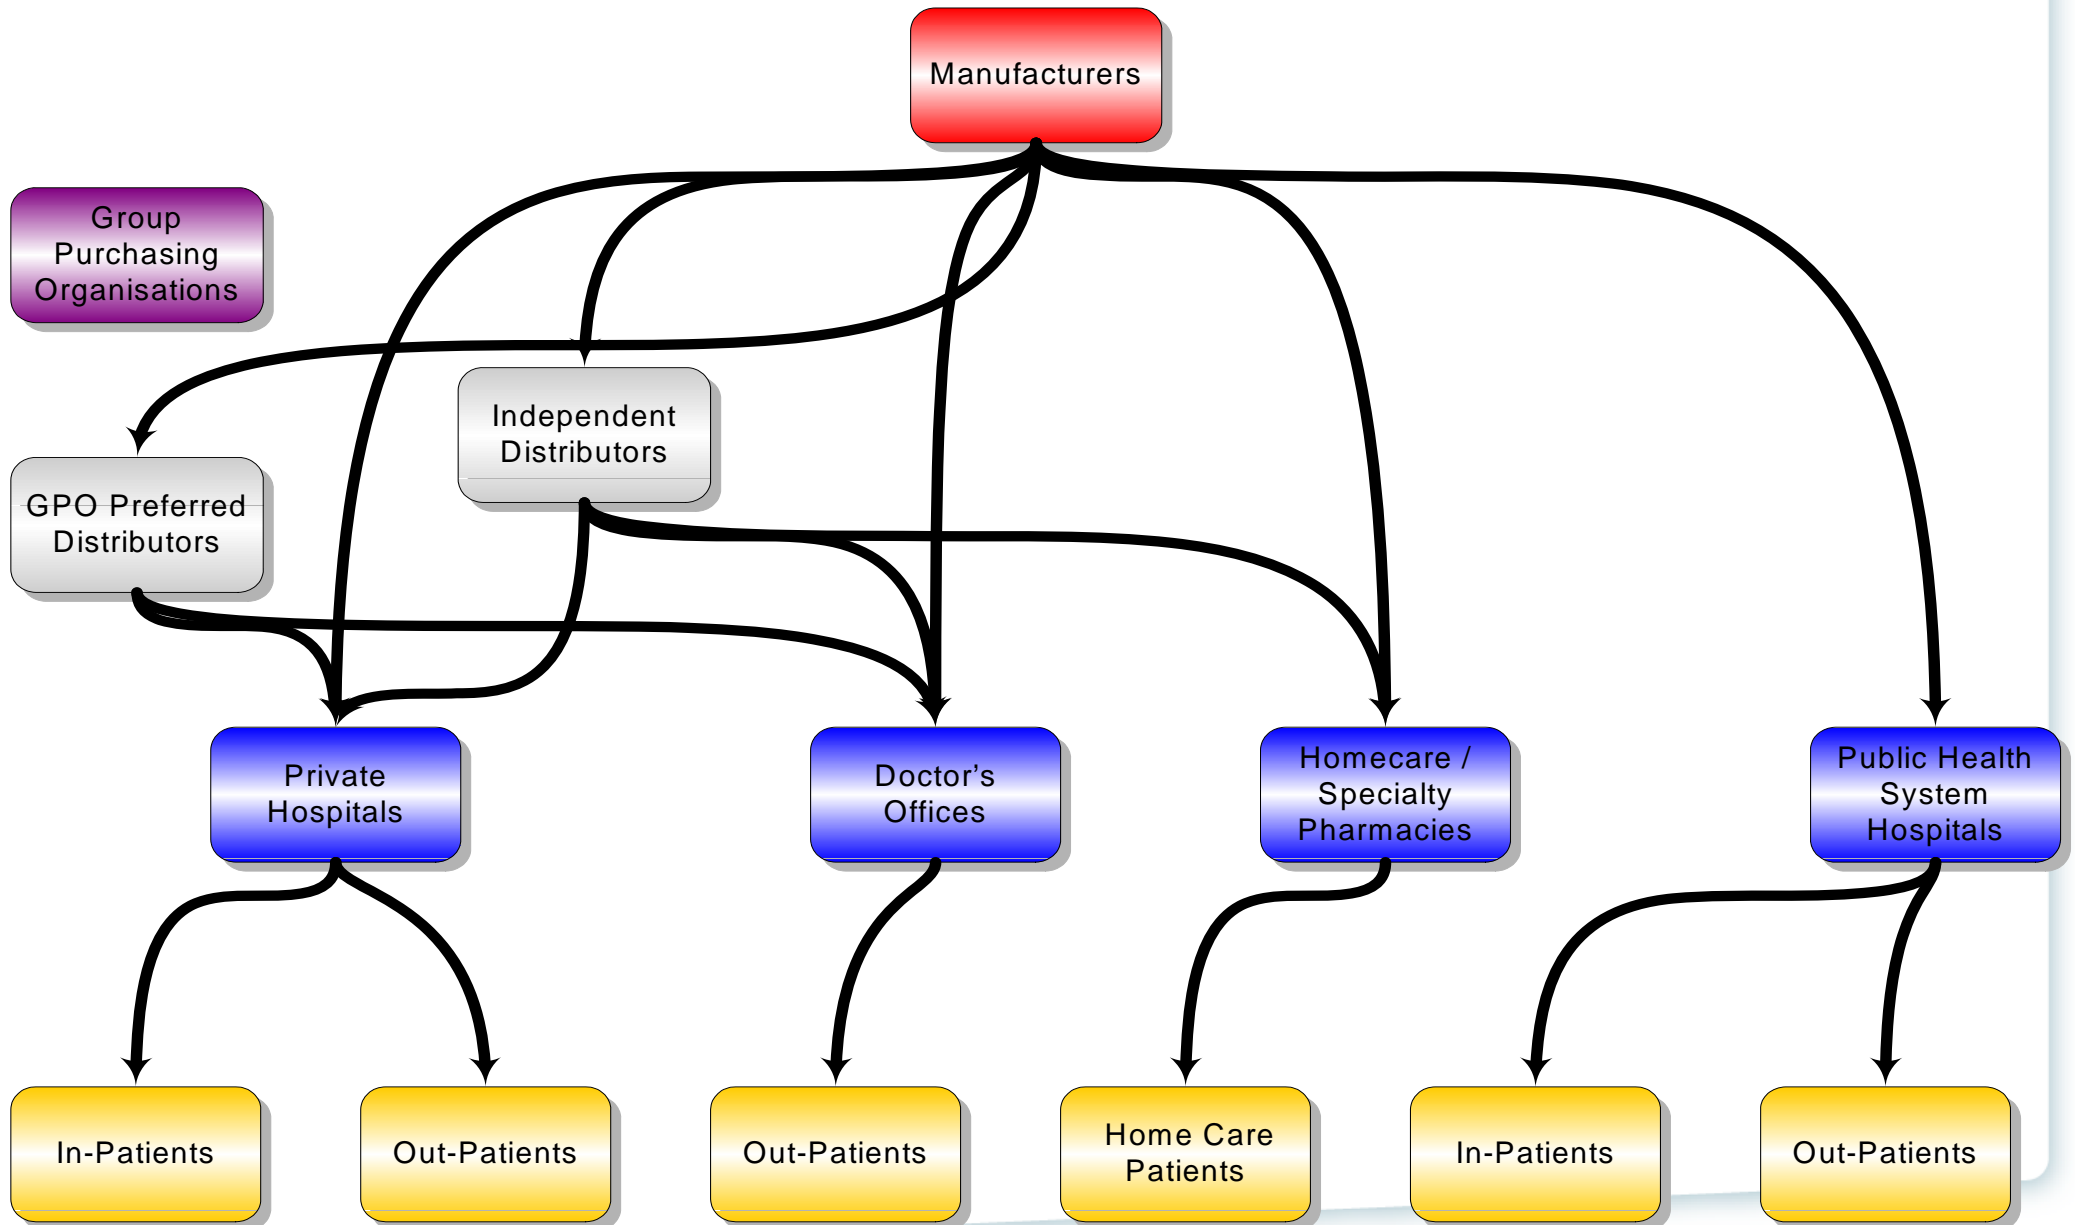 Manufacturers
Group
Purchasing
Organisations
Independent
Distributors
GPO Preferred
Distributors
Private
Hospitals
Doctor’s
Offices
Homecare /
Specialty
Pharmacies
Public Health
System
Hospitals
In-Patients
Out-Patients
Out-Patients
Home Care
Patients
In-Patients
Out-Patients